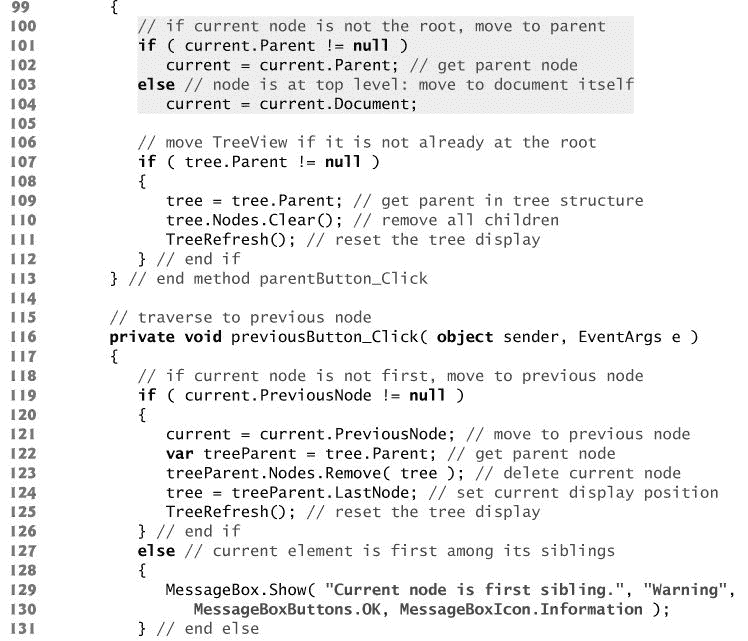 99 {
100 // if current node is not the root, move to parent
101 if ( current.Parent != null )
102 current = current.Parent; // get parent node
103 else // node is at top level: move to document itself
104 current = current.Document;
105
106 // move TreeView if it is not already at the root
107 if ( tree.Parent != null )
108 {
109 tree = tree.Parent; // get parent in tree structure
110 tree.Nodes.Clear(); // remove all children
111 TreeRefresh(); // reset the tree display
112 } // end if
113 } // end method parentButton_Click
114
115 // traverse to previous node
116 private void previousButton_Click( object sender, EventArgs e )
117 {
118 // if current node is not first, move to previous node
119 if ( current.PreviousNode != null )
120 {
121 current = current.PreviousNode; // move to previous node
122 var treeParent = tree.Parent; // get parent node
123 treeParent.Nodes.Remove( tree ); // delete current node
124 tree = treeParent.LastNode; // set current display position
125 TreeRefresh(); // reset the tree display
126 } // end if
127 else // current element is first among its siblings
128 {
129 MessageBox.Show( "Current node is first sibling.", "Warning",
130 MessageBoxButtons.OK, MessageBoxIcon.Information );
131 } // end else